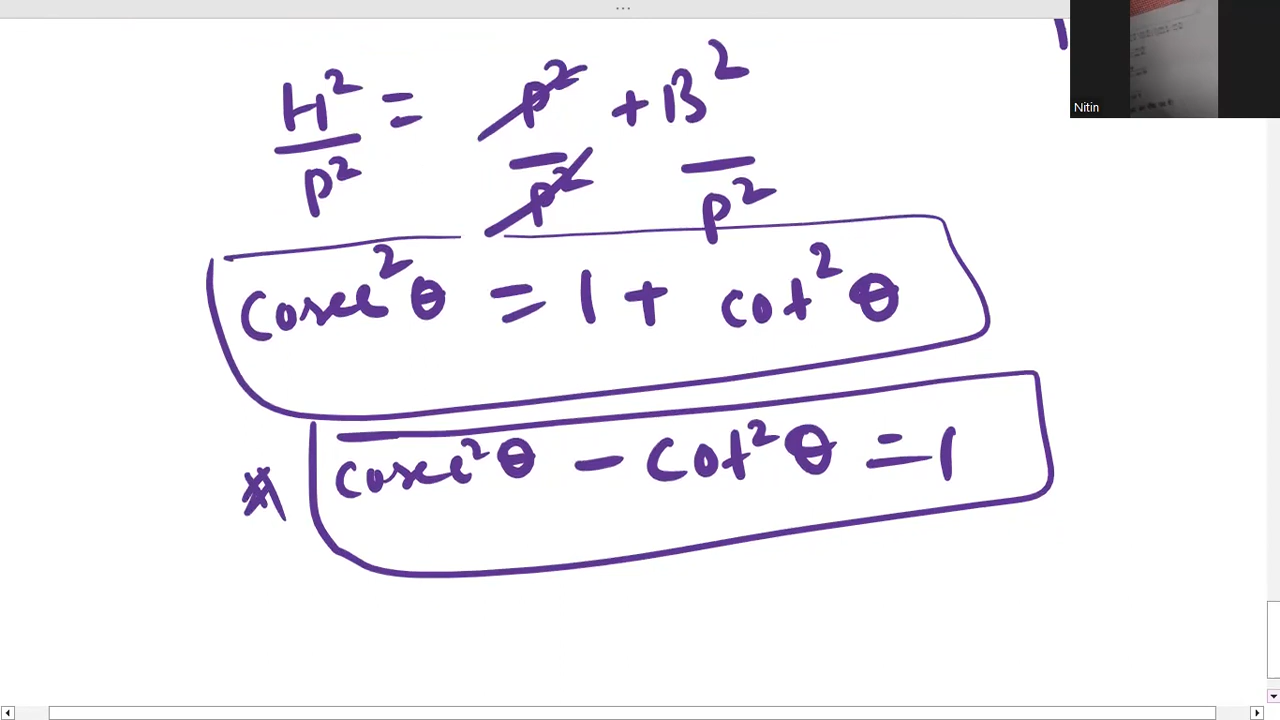 H²/P² = P²/P² + B²/P²
cosec²θ = 1 + cot²θ
* cosec²θ - cot²θ = 1
Nitin